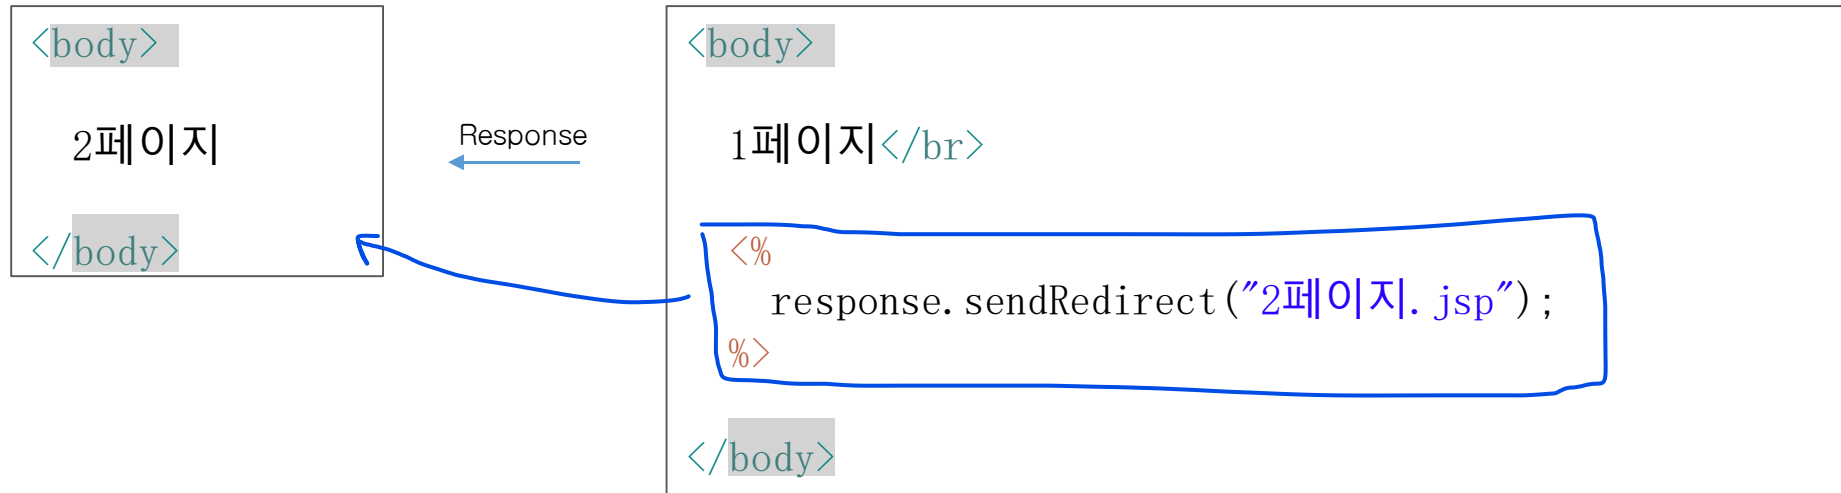 <body>
2페이지
</body>
Response
<body>
1페이지</br>
<%
response.sendRedirect("2페이지.jsp");
%>
</body>